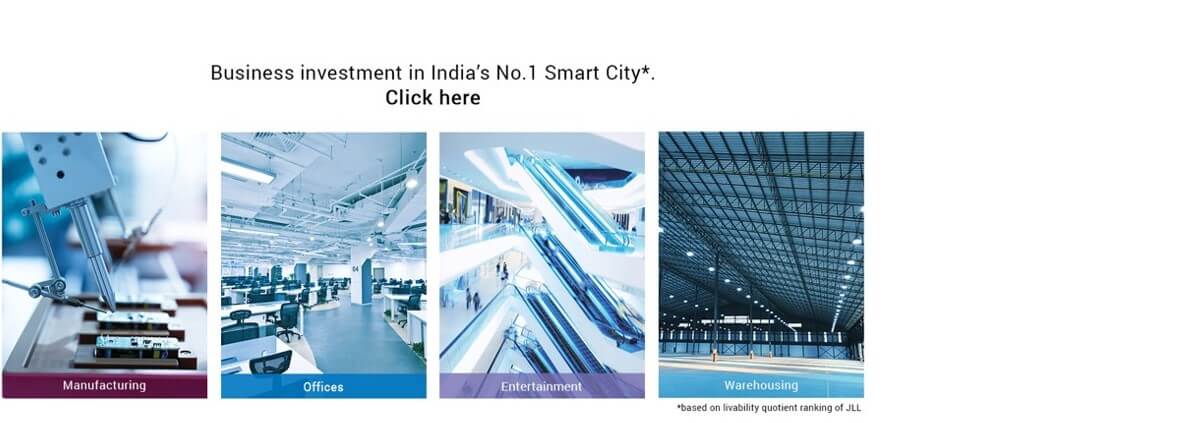 Business investment in India's No.1 Smart City*.
Click here
Manufacturing
Offices
Entertainment
Warehousing
04
*based on livability quotient ranking of JLL